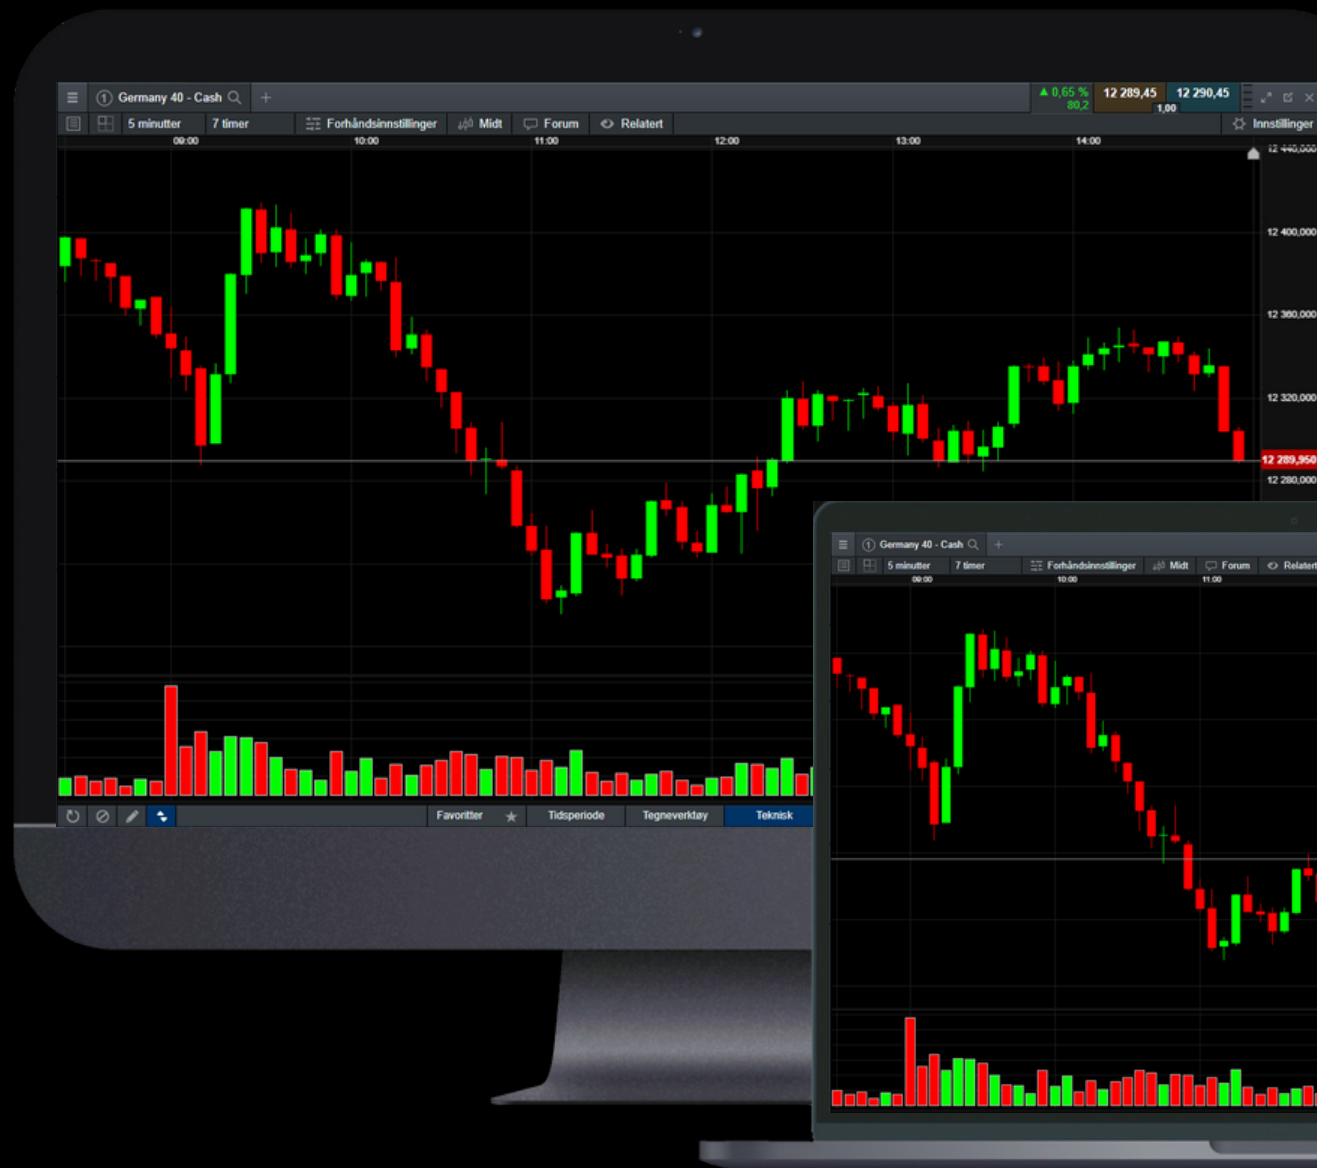 1 Germany 40 - Cash
▲ 0,65 % 12 289,45 12 290,45
80,2 1,00
5 minutter 7 timer Forhåndsinnstillinger Midt Forum Relatert Innstillinger
09:00 10:00 11:00 12:00 13:00 14:00
12 440,000
12 400,000
12 360,000
12 320,000
12 289,950
12 280,000
Favoritter Tidsperiode Tegneverktøy Teknisk
1 Germany 40 - Cash
5 minutter 7 timer Forhåndsinnstillinger Midt Forum Relatert
09:00 10:00 11:00